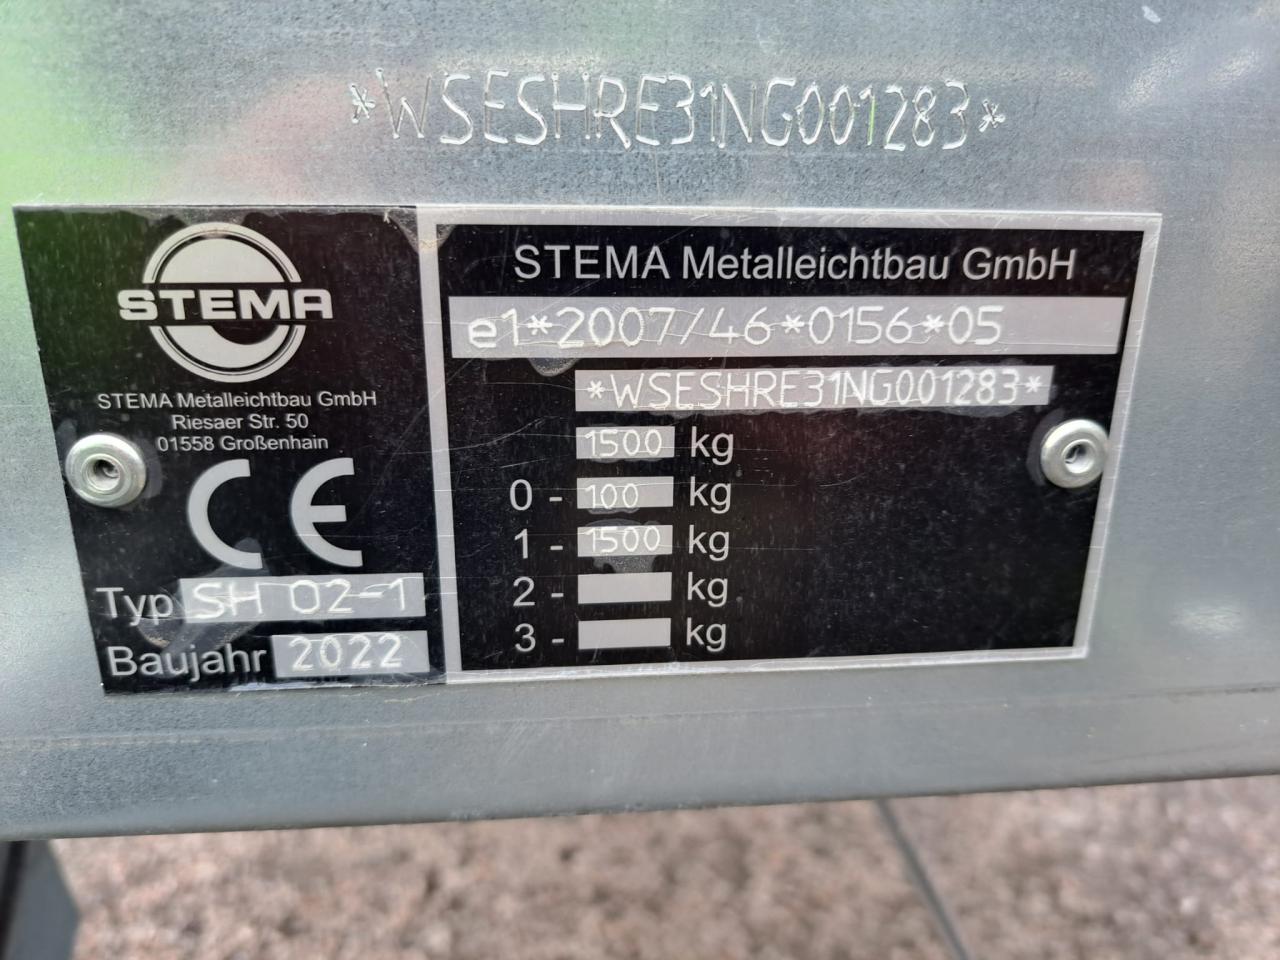 *WSESHRE31NG001283*
STEMA
STEMA Metalleichtbau GmbH
Riesaer Str. 50
01558 Großenhain
CE
Typ SH 02-1
Baujahr 2022
STEMA Metalleichtbau GmbH
e1*2007/46*0156*05
*WSESHRE31NG001283*
1500 kg
0 - 100 kg
1 - 1500 kg
2 - kg
3 - kg